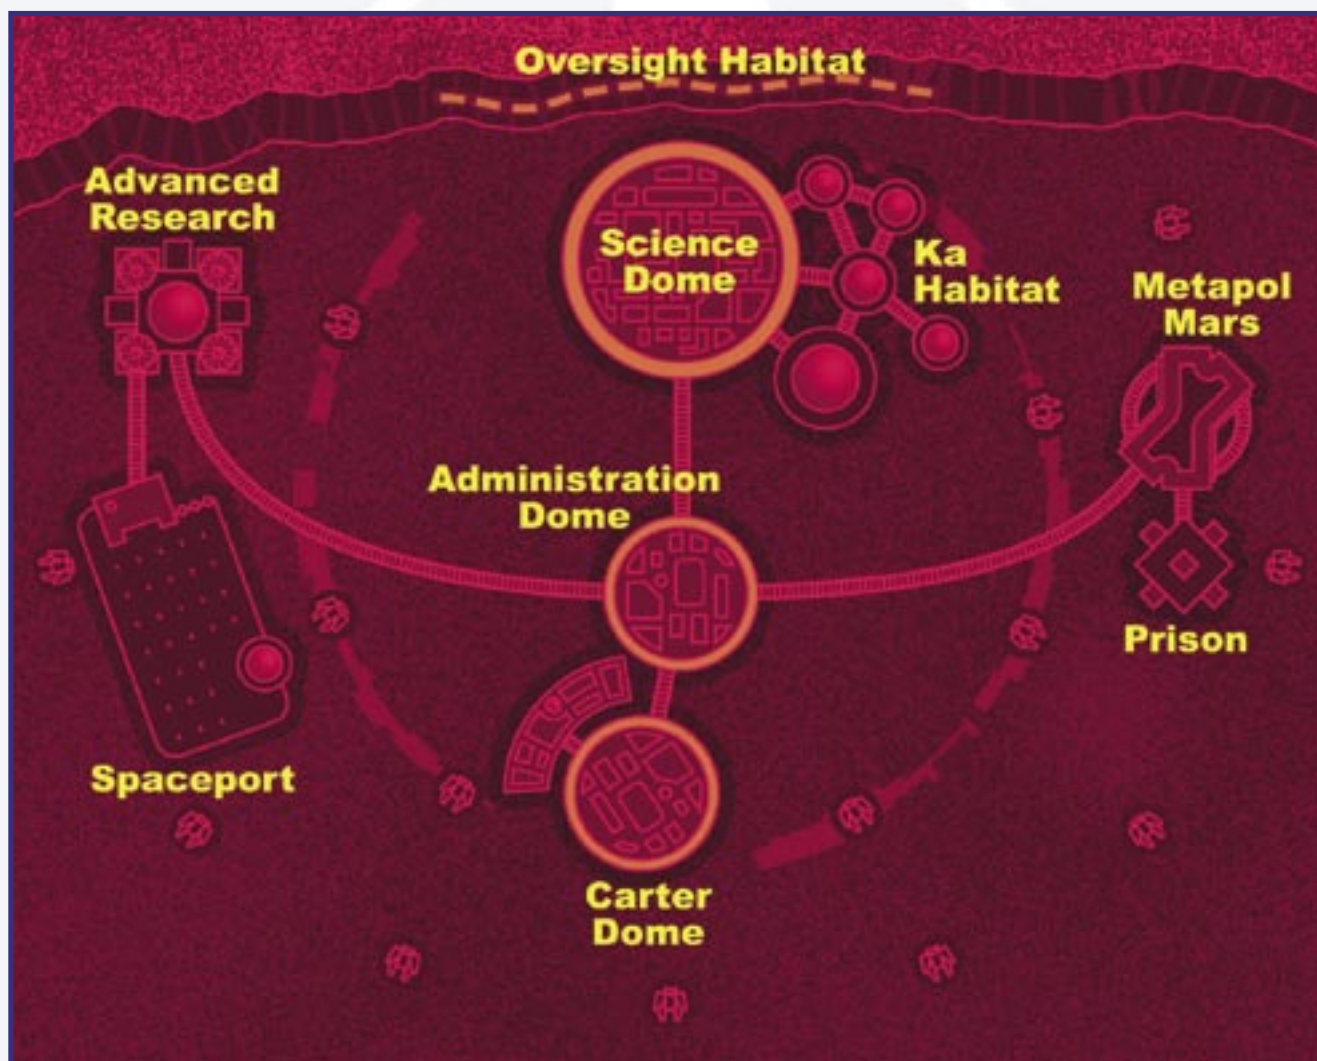 Oversight Habitat
Advanced
Research
Science
Dome
Ka
Habitat
Metapol
Mars
Administration
Dome
Prison
Spaceport
Carter
Dome